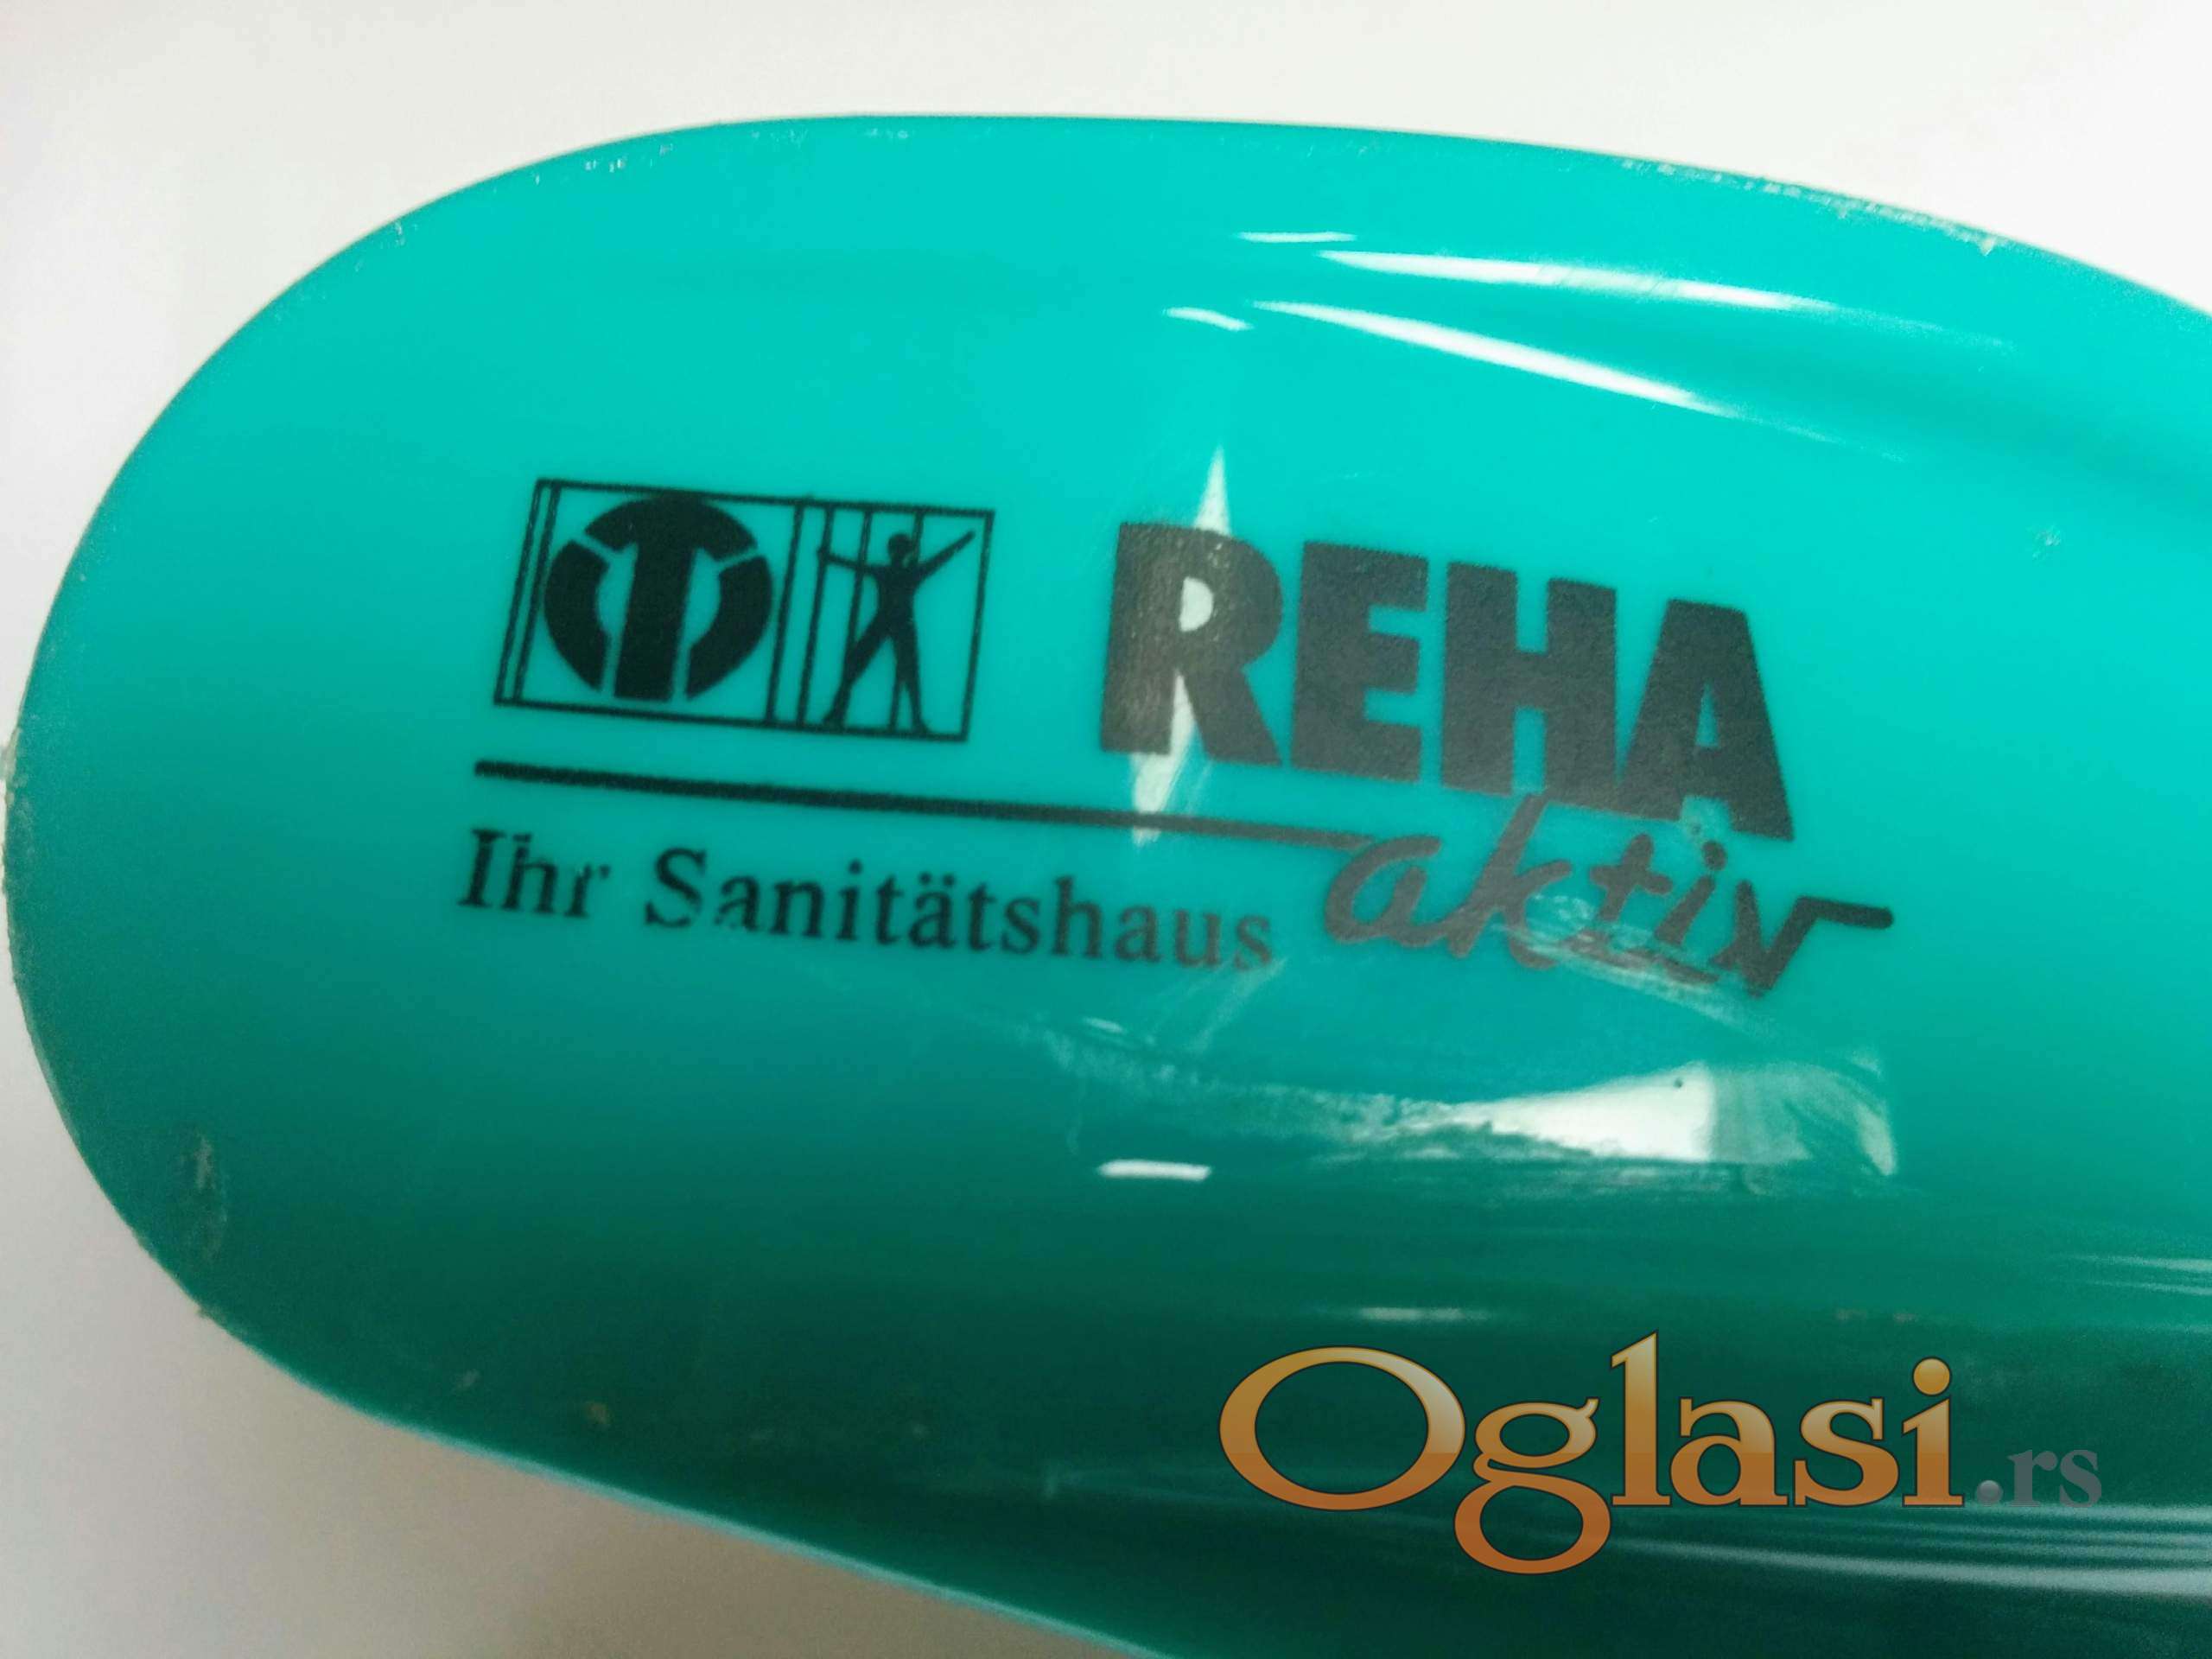 REHA
aktiv
Ihr Sanitätshaus
Oglasi.rs